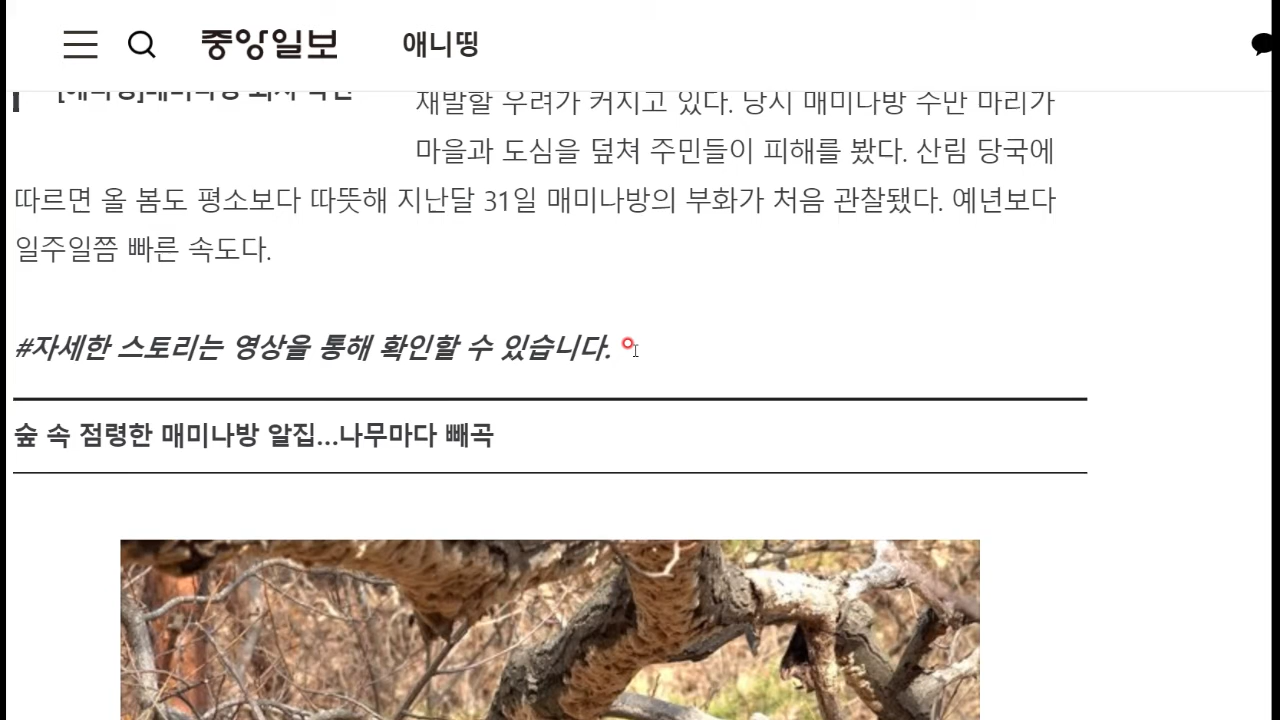 중앙일보
애니띵
재발할 우려가 커지고 있다. 당시 매미나방 수만 마리가
마을과 도심을 덮쳐 주민들이 피해를 봤다. 산림 당국에
따르면 올 봄도 평소보다 따뜻해 지난달 31일 매미나방의 부화가 처음 관찰됐다. 예년보다
일주일쯤 빠른 속도다.
#자세한 스토리는 영상을 통해 확인할 수 있습니다.
숲 속 점령한 매미나방 알집...나무마다 빼곡